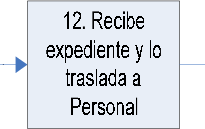 12. Recibe
expediente y lo
traslada a
Personal